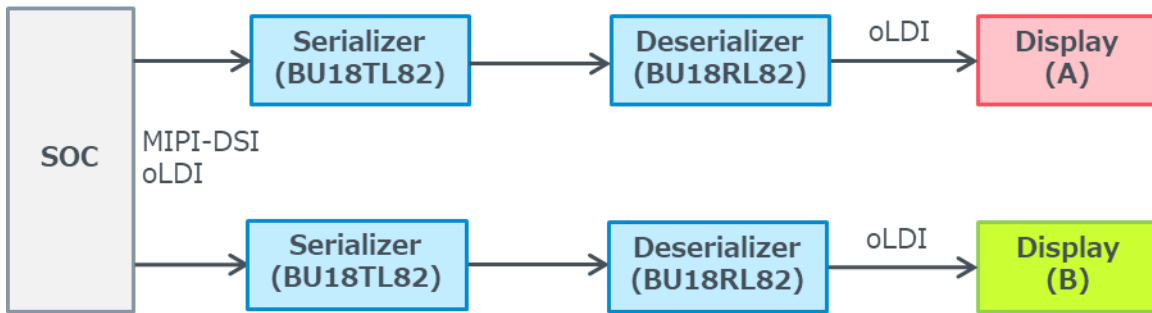 SOC
MIPI-DSI
oLDI
Serializer
(BU18TL82)
Deserializer
(BU18RL82)
oLDI
Display
(A)
Serializer
(BU18TL82)
Deserializer
(BU18RL82)
oLDI
Display
(B)